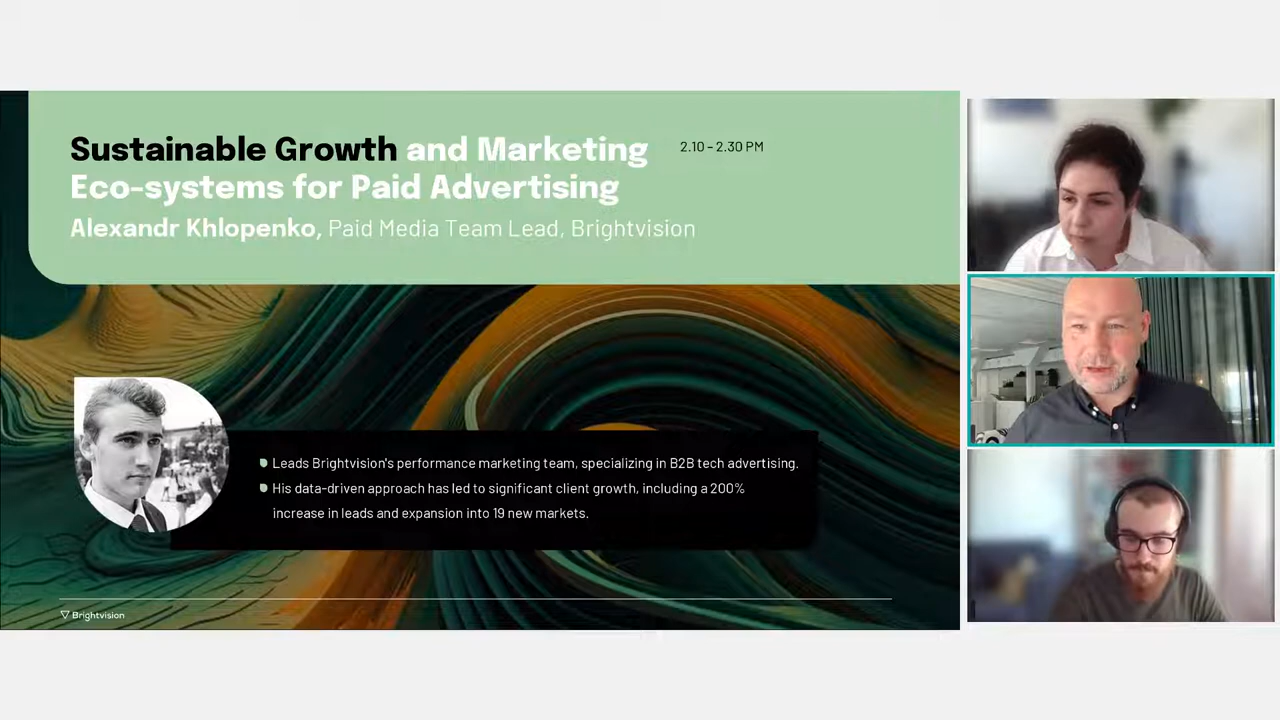 Sustainable Growth and Marketing
2.10 – 2.30 PM
Eco-systems for Paid Advertising
Alexandr Khlopenko, Paid Media Team Lead, Brightvision
Leads Brightvision's performance marketing team, specializing in B2B tech advertising.
His data-driven approach has led to significant client growth, including a 200%
increase in leads and expansion into 19 new markets.
Brightvision